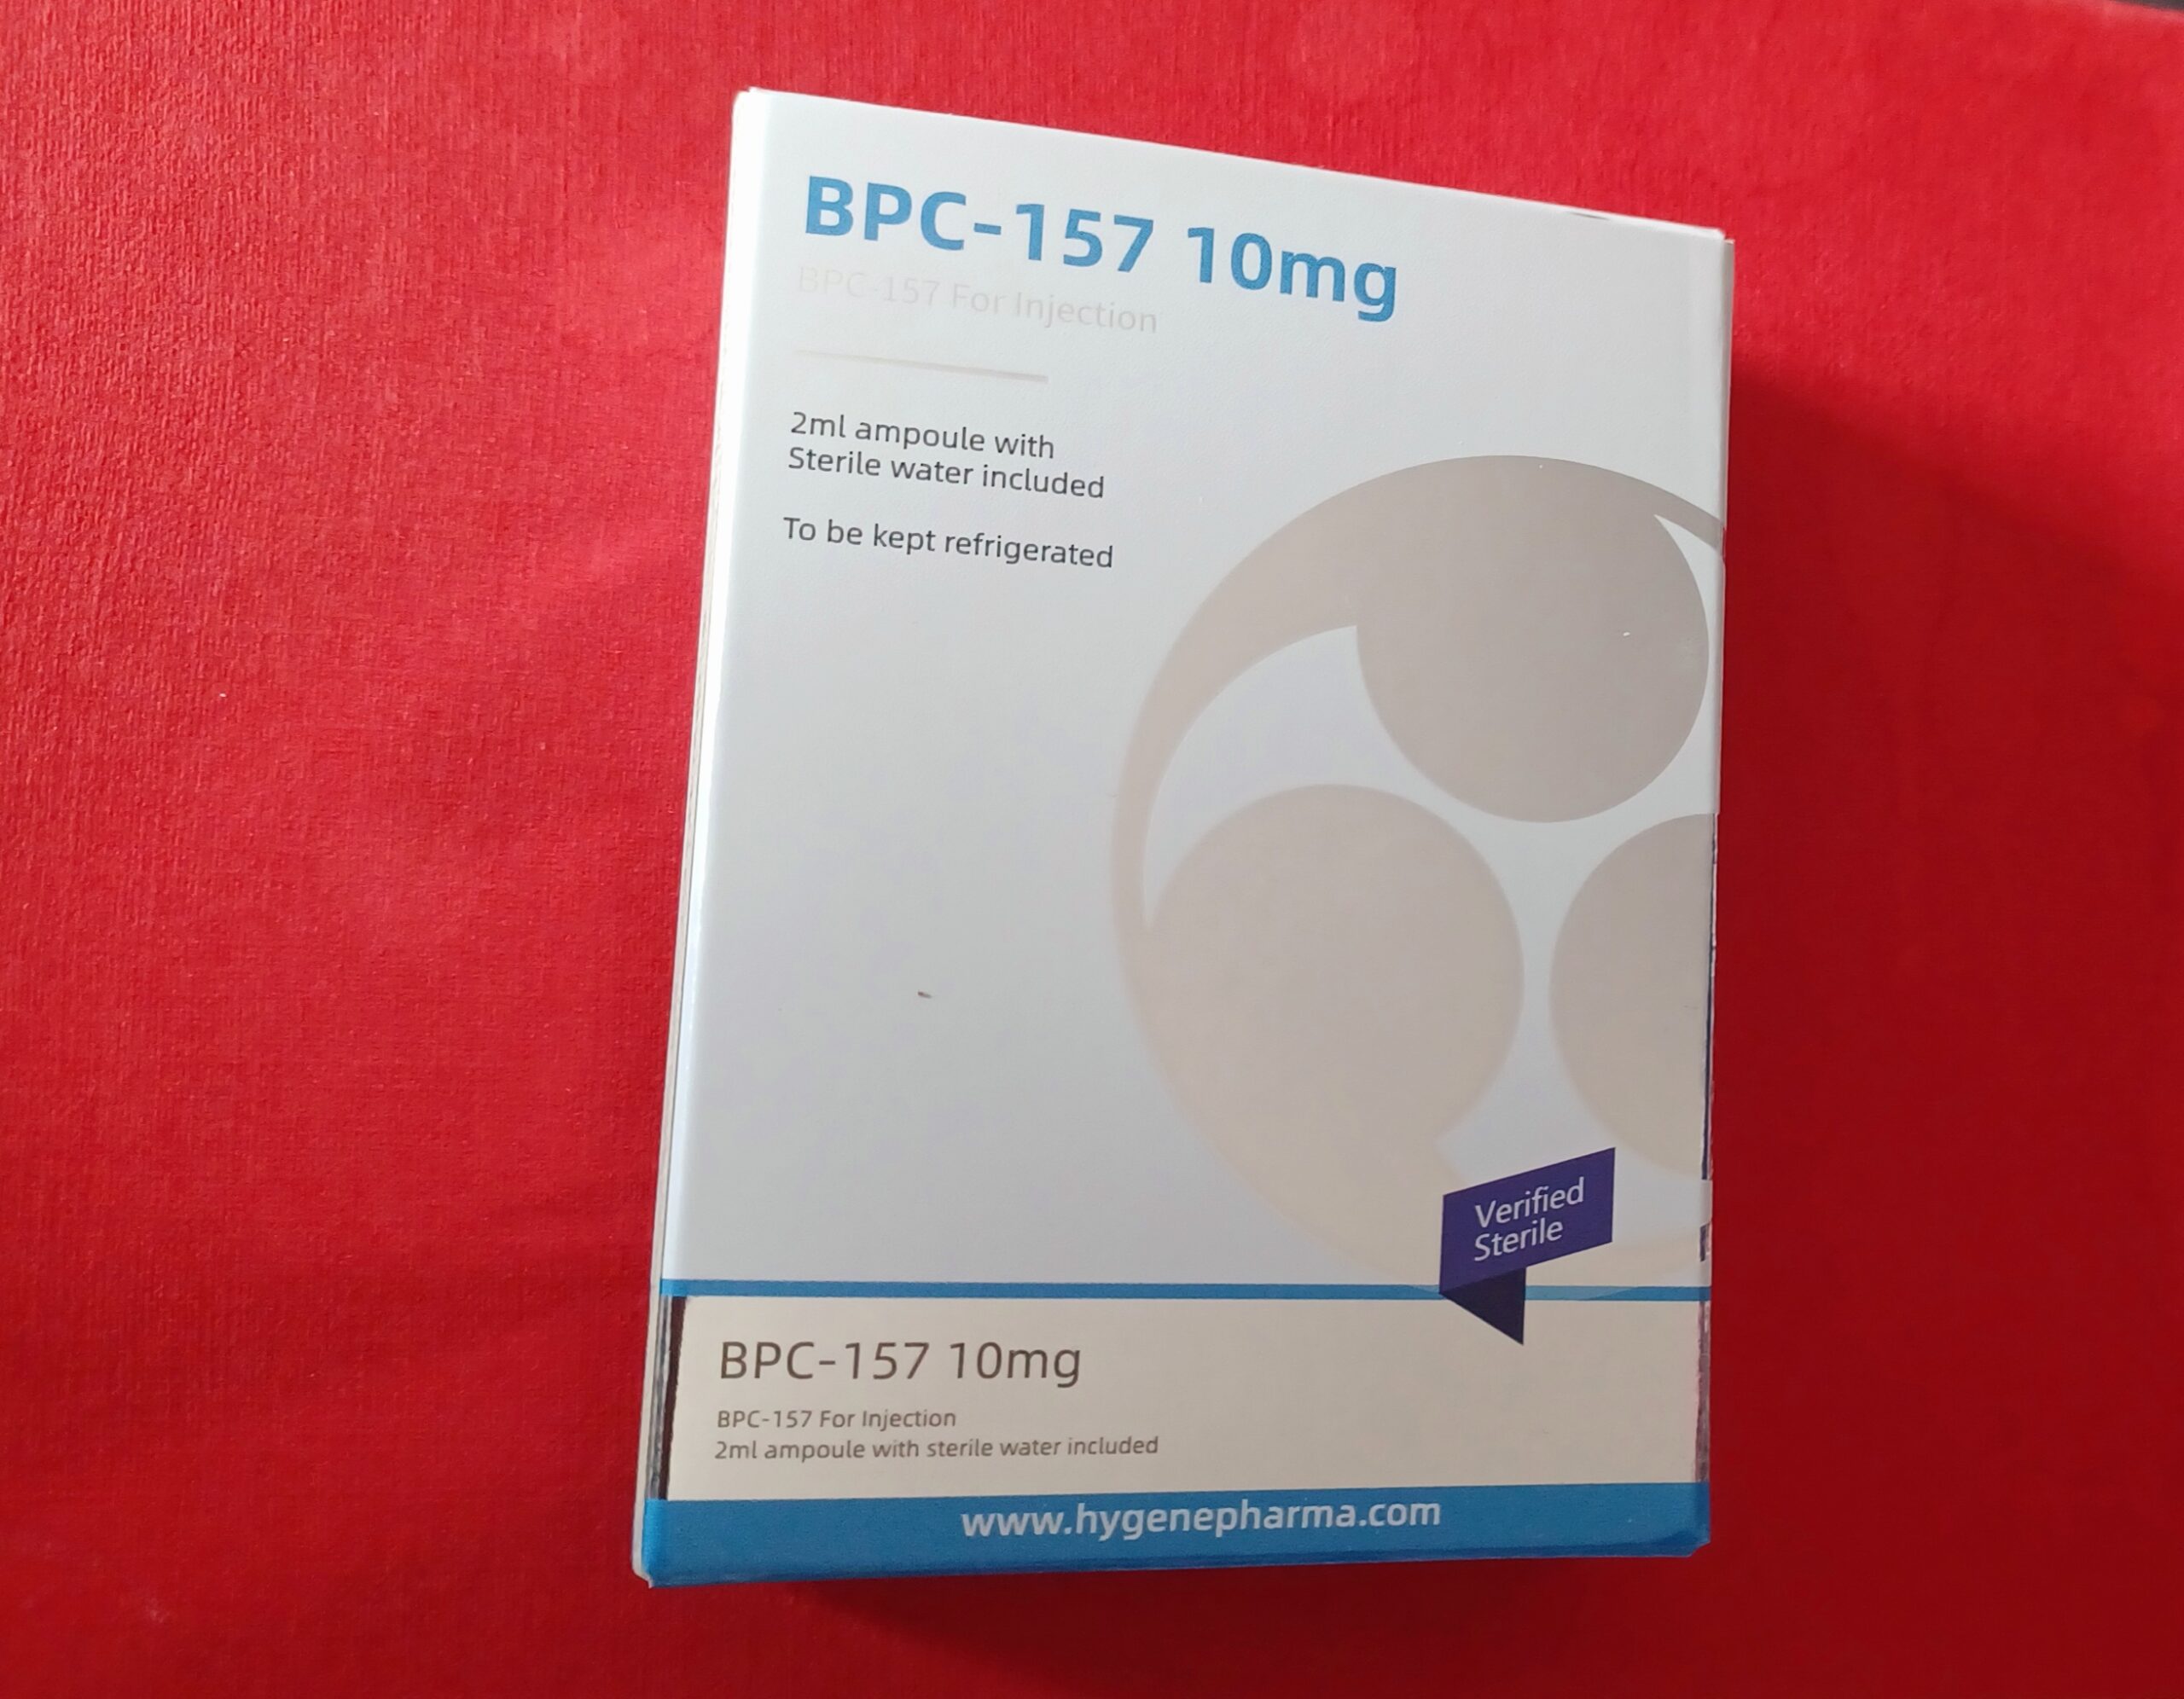 BPC-157 10mg
BPC-157 For Injection
2ml ampoule with
Sterile water included
To be kept refrigerated
Verified
Sterile
BPC-157 10mg
BPC-157 For Injection
2ml ampoule with sterile water included
www.hygenepharma.com